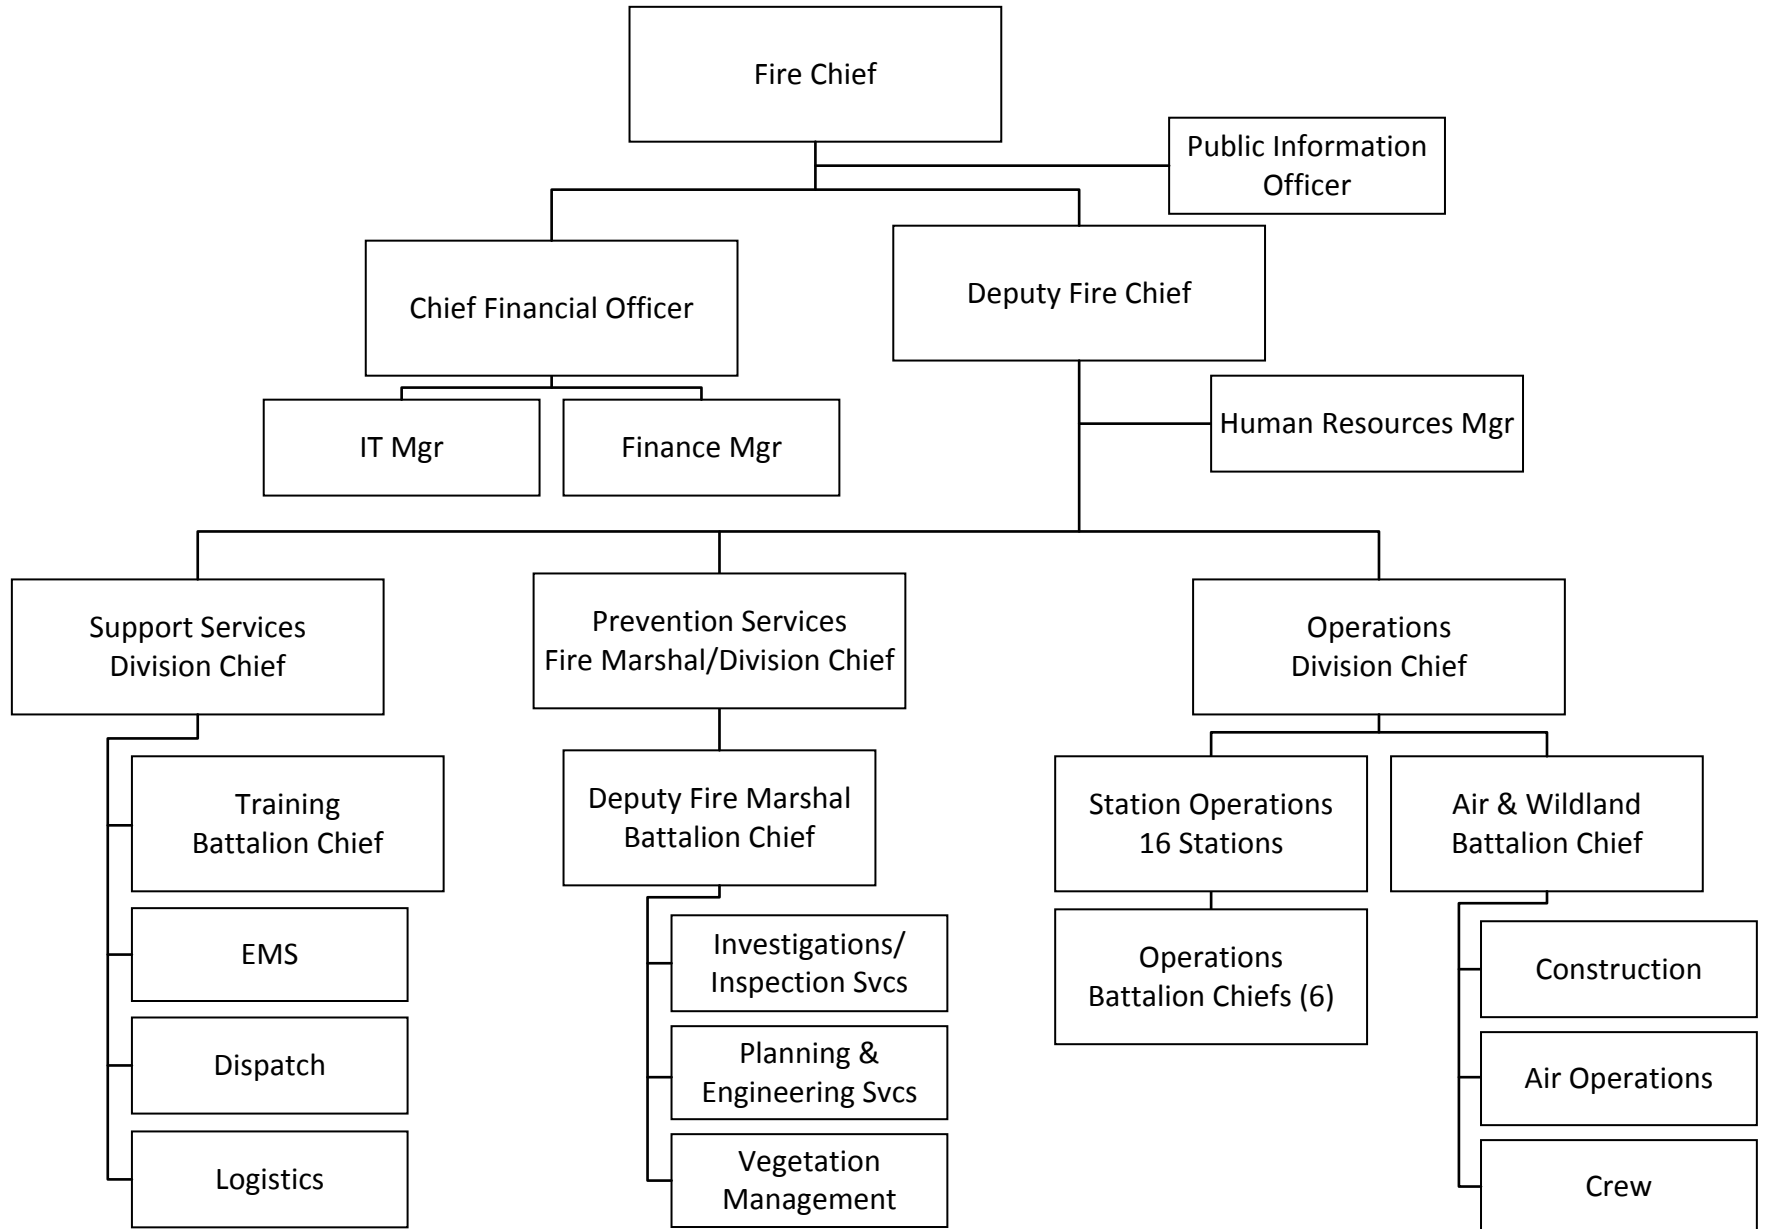 Fire Chief
Public Information
Officer
Chief Financial Officer
Deputy Fire Chief
IT Mgr
Finance Mgr
Human Resources Mgr
Support Services
Division Chief
Prevention Services
Fire Marshal/Division Chief
Operations
Division Chief
Training
Battalion Chief
EMS
Dispatch
Logistics
Deputy Fire Marshal
Battalion Chief
Investigations/
Inspection Svcs
Planning &
Engineering Svcs
Vegetation
Management
Station Operations
16 Stations
Operations
Battalion Chiefs (6)
Air & Wildland
Battalion Chief
Construction
Air Operations
Crew